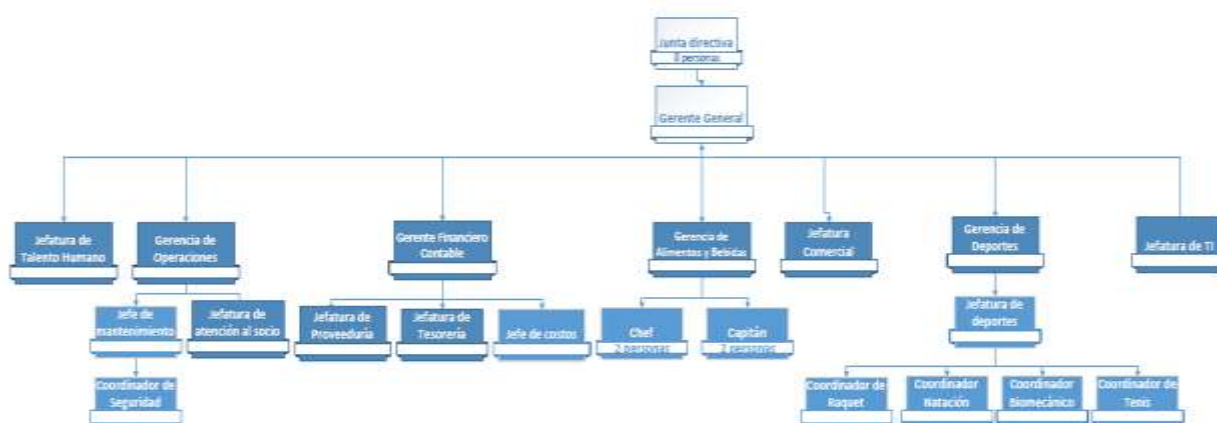 Junta directiva
8 personas
Gerente General
Jefatura de
Talento Humano
Gerencia de
Operaciones
Gerente Financiero
Contable
Gerencia de
Alimentos y Bebidas
Jefatura
Comercial
Gerencia de
Deportes
Jefatura de TI
Jefe de
mantenimiento
Jefatura de
atención al socio
Jefatura de
Proveeduría
Jefatura de
Tesorería
Jefe de costos
Chef
2 personas
Capitán
2 personas
Jefatura de
deportes
Coordinador de
Seguridad
Coordinador de
Raquet
Coordinador
Natación
Coordinador
Biomecánico
Coordinador de
Tenis